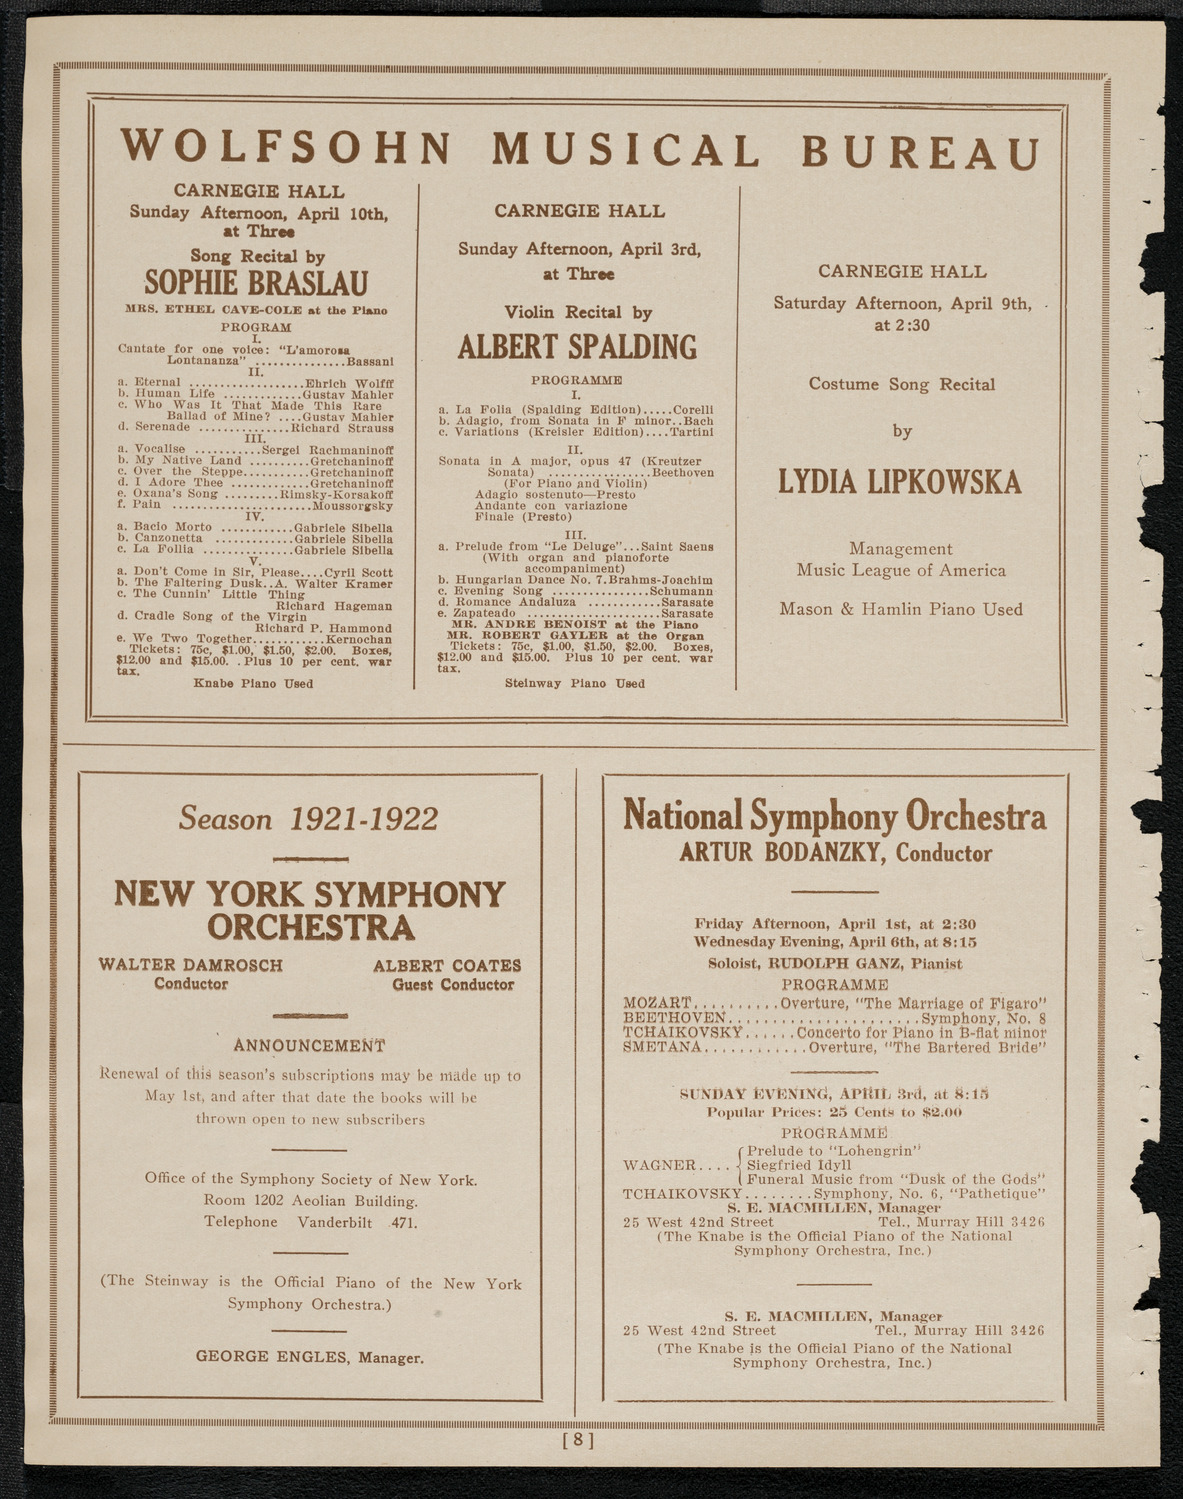 WOLFSOHN MUSICAL BUREAU
CARNEGIE HALL
Sunday Afternoon, April 10th,
at Three
Song Recital by
SOPHIE BRASLAU
MRS. ETHEL CAVE-COLE at the Piano
PROGRAM
I.
Cantate for one voice: "L'amorosa
Lontananza" ..............Bassani
II.
a. Eternal ..................Ehrich Wolfff
b. Human Life ............Gustav Mahler
c. Who Was It That Made This Rare
Ballad of Mine? ....Gustav Mahler
d. Serenade ..............Richard Strauss
III.
a. Vocalise ...........Sergei Rachmaninoff
b. My Native Land ..........Gretchaninoff
c. Over the Steppe...........Gretchaninoff
d. I Adore Thee .............Gretchaninoff
e. Oxana's Song .........Rimsky-Korsakoff
f. Pain ......................Moussorgsky
IV.
a. Bacio Morto ............Gabriele Sibella
b. Canzonetta .............Gabriele Sibella
c. La Follia ...............Gabriele Sibella
V.
a. Don't Come in Sir, Please....Cyril Scott
b. The Faltering Dusk..A. Walter Kramer
c. The Cunnin' Little Thing
Richard Hageman
d. Cradle Song of the Virgin
Richard P. Hammond
e. We Two Together............Kernochan
Tickets: 75c, $1.00, $1.50, $2.00. Boxes,
$12.00 and $15.00. . Plus 10 per cent. war
tax.
Knabe Piano Used
CARNEGIE HALL
Sunday Afternoon, April 3rd,
at Three
Violin Recital by
ALBERT SPALDING
PROGRAMME
I.
a. La Folia (Spalding Edition).....Corelli
b. Adagio, from Sonata in F minor..Bach
c. Variations (Kreisler Edition)....Tartini
II.
Sonata in A major, opus 47 (Kreutzer
Sonata) .................Beethoven
(For Piano and Violin)
Adagio sostenuto—Presto
Andante con variazione
Finale (Presto)
III.
a. Prelude from "Le Deluge"...Saint Saens
(With organ and pianoforte
accompaniment)
b. Hungarian Dance No. 7.Brahms-Joachim
c. Evening Song ................Schumann
d. Romance Andaluza ............Sarasate
e. Zapateado ......................Sarasate
MR. ANDRE BENOIST at the Piano
MR. ROBERT GAYLER at the Organ
Tickets: 75c, $1.00, $1.50, $2.00. Boxes,
$12.00 and $15.00. Plus 10 per cent. war
tax.
Steinway Piano Used
CARNEGIE HALL
Saturday Afternoon, April 9th,
at 2:30
Costume Song Recital
by
LYDIA LIPKOWSKA
Management
Music League of America
Mason & Hamlin Piano Used
Season 1921-1922
NEW YORK SYMPHONY
ORCHESTRA
WALTER DAMROSCH ALBERT COATES
Conductor Guest Conductor
ANNOUNCEMENT
Renewal of this season's subscriptions may be made up to
May 1st, and after that date the books will be
thrown open to new subscribers
Office of the Symphony Society of New York.
Room 1202 Aeolian Building.
Telephone Vanderbilt 471.
(The Steinway is the Official Piano of the New York
Symphony Orchestra.)
GEORGE ENGLES, Manager.
National Symphony Orchestra
ARTUR BODANZKY, Conductor
Friday Afternoon, April 1st, at 2:30
Wednesday Evening, April 6th, at 8:15
Soloist, RUDOLPH GANZ, Pianist
PROGRAMME
MOZART..........Overture, "The Marriage of Figaro"
BEETHOVEN.....................Symphony, No. 8
TCHAIKOVSKY......Concerto for Piano in B-flat minor
SMETANA............Overture, "The Bartered Bride"
SUNDAY EVENING, APRIL 3rd, at 8:15
Popular Prices: 25 Cents to $2.00
PROGRAMME
Prelude to "Lohengrin"
WAGNER.... Siegfried Idyll
Funeral Music from "Dusk of the Gods"
TCHAIKOVSKY........Symphony, No. 6, "Pathetique"
S. E. MACMILLEN, Manager
25 West 42nd Street Tel., Murray Hill 3426
(The Knabe is the Official Piano of the National
Symphony Orchestra, Inc.)
S. E. MACMILLEN, Manager
25 West 42nd Street Tel., Murray Hill 3426
(The Knabe is the Official Piano of the National
Symphony Orchestra, Inc.)
[ 8 ]